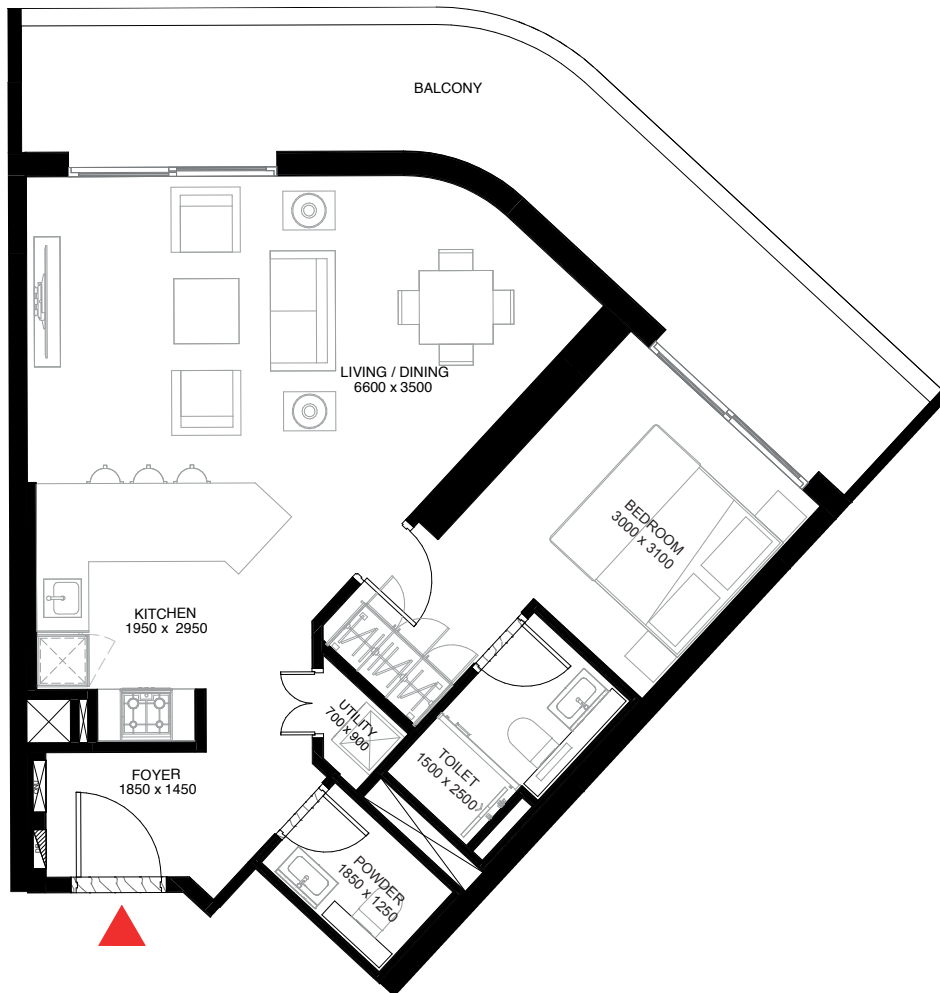 BALCONY
LIVING / DINING
6600 x 3500
BEDROOM
3000 x 3100
KITCHEN
1950 x 2950
UTILITY
700 x 900
TOILET
1500 x 2500
FOYER
1850 x 1450
POWDER
1850 x 1250